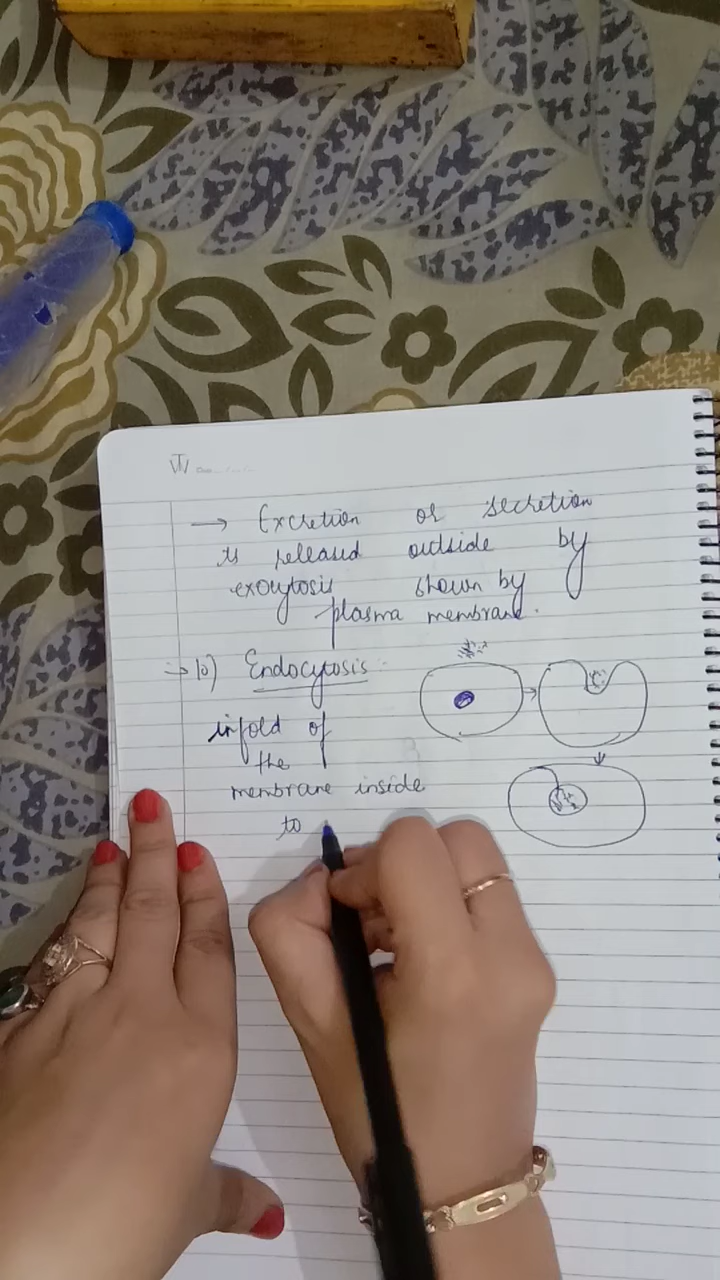 → Excretion or secretion
is released outside by
exocytosis shown by
plasma membrane.
→ 10) Endocytosis:
infold of
the
membrane inside
to